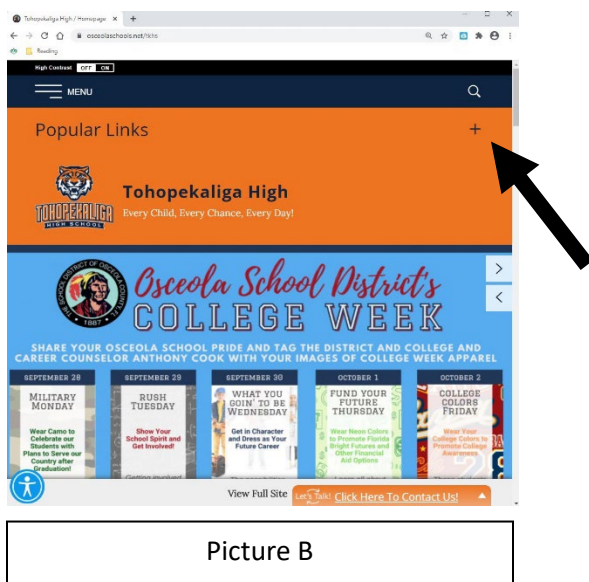 Tohopekaliga High / Homepage
osceolaschools.net/tkhs
Reading
High Contrast OFF ON
MENU
Popular Links
+
TOHOPEKALIGA
HIGH SCHOOL
Tohopekaliga High
Every Child, Every Chance, Every Day!
THE SCHOOL DISTRICT OF OSCEOLA COUNTY, FL
1887
Osceola School District's
COLLEGE WEEK
SHARE YOUR OSCEOLA SCHOOL PRIDE AND TAG THE DISTRICT AND COLLEGE AND
CAREER COUNSELOR ANTHONY COOK WITH YOUR IMAGES OF COLLEGE WEEK APPAREL
SEPTEMBER 28
MILITARY
MONDAY
Wear Camo to
Celebrate our
Students with
Plans to Serve our
Country after
Graduation!
SEPTEMBER 29
RUSH
TUESDAY
Show Your
School Spirit and
Get Involved!
Getting involved
SEPTEMBER 30
WHAT YOU
GOIN' TO BE
WEDNESDAY
Get in Character
and Dress as Your
Future Career
OCTOBER 1
FUND YOUR
FUTURE
THURSDAY
Wear Neon Colors
to Promote Florida
Bright Futures and
Other Financial
Aid Options
Learn all about
OCTOBER 2
COLLEGE
COLORS
FRIDAY
Wear Your
College Colors to
Promote College
Awareness
View Full Site
Let's Talk! Click Here To Contact Us!
Picture B